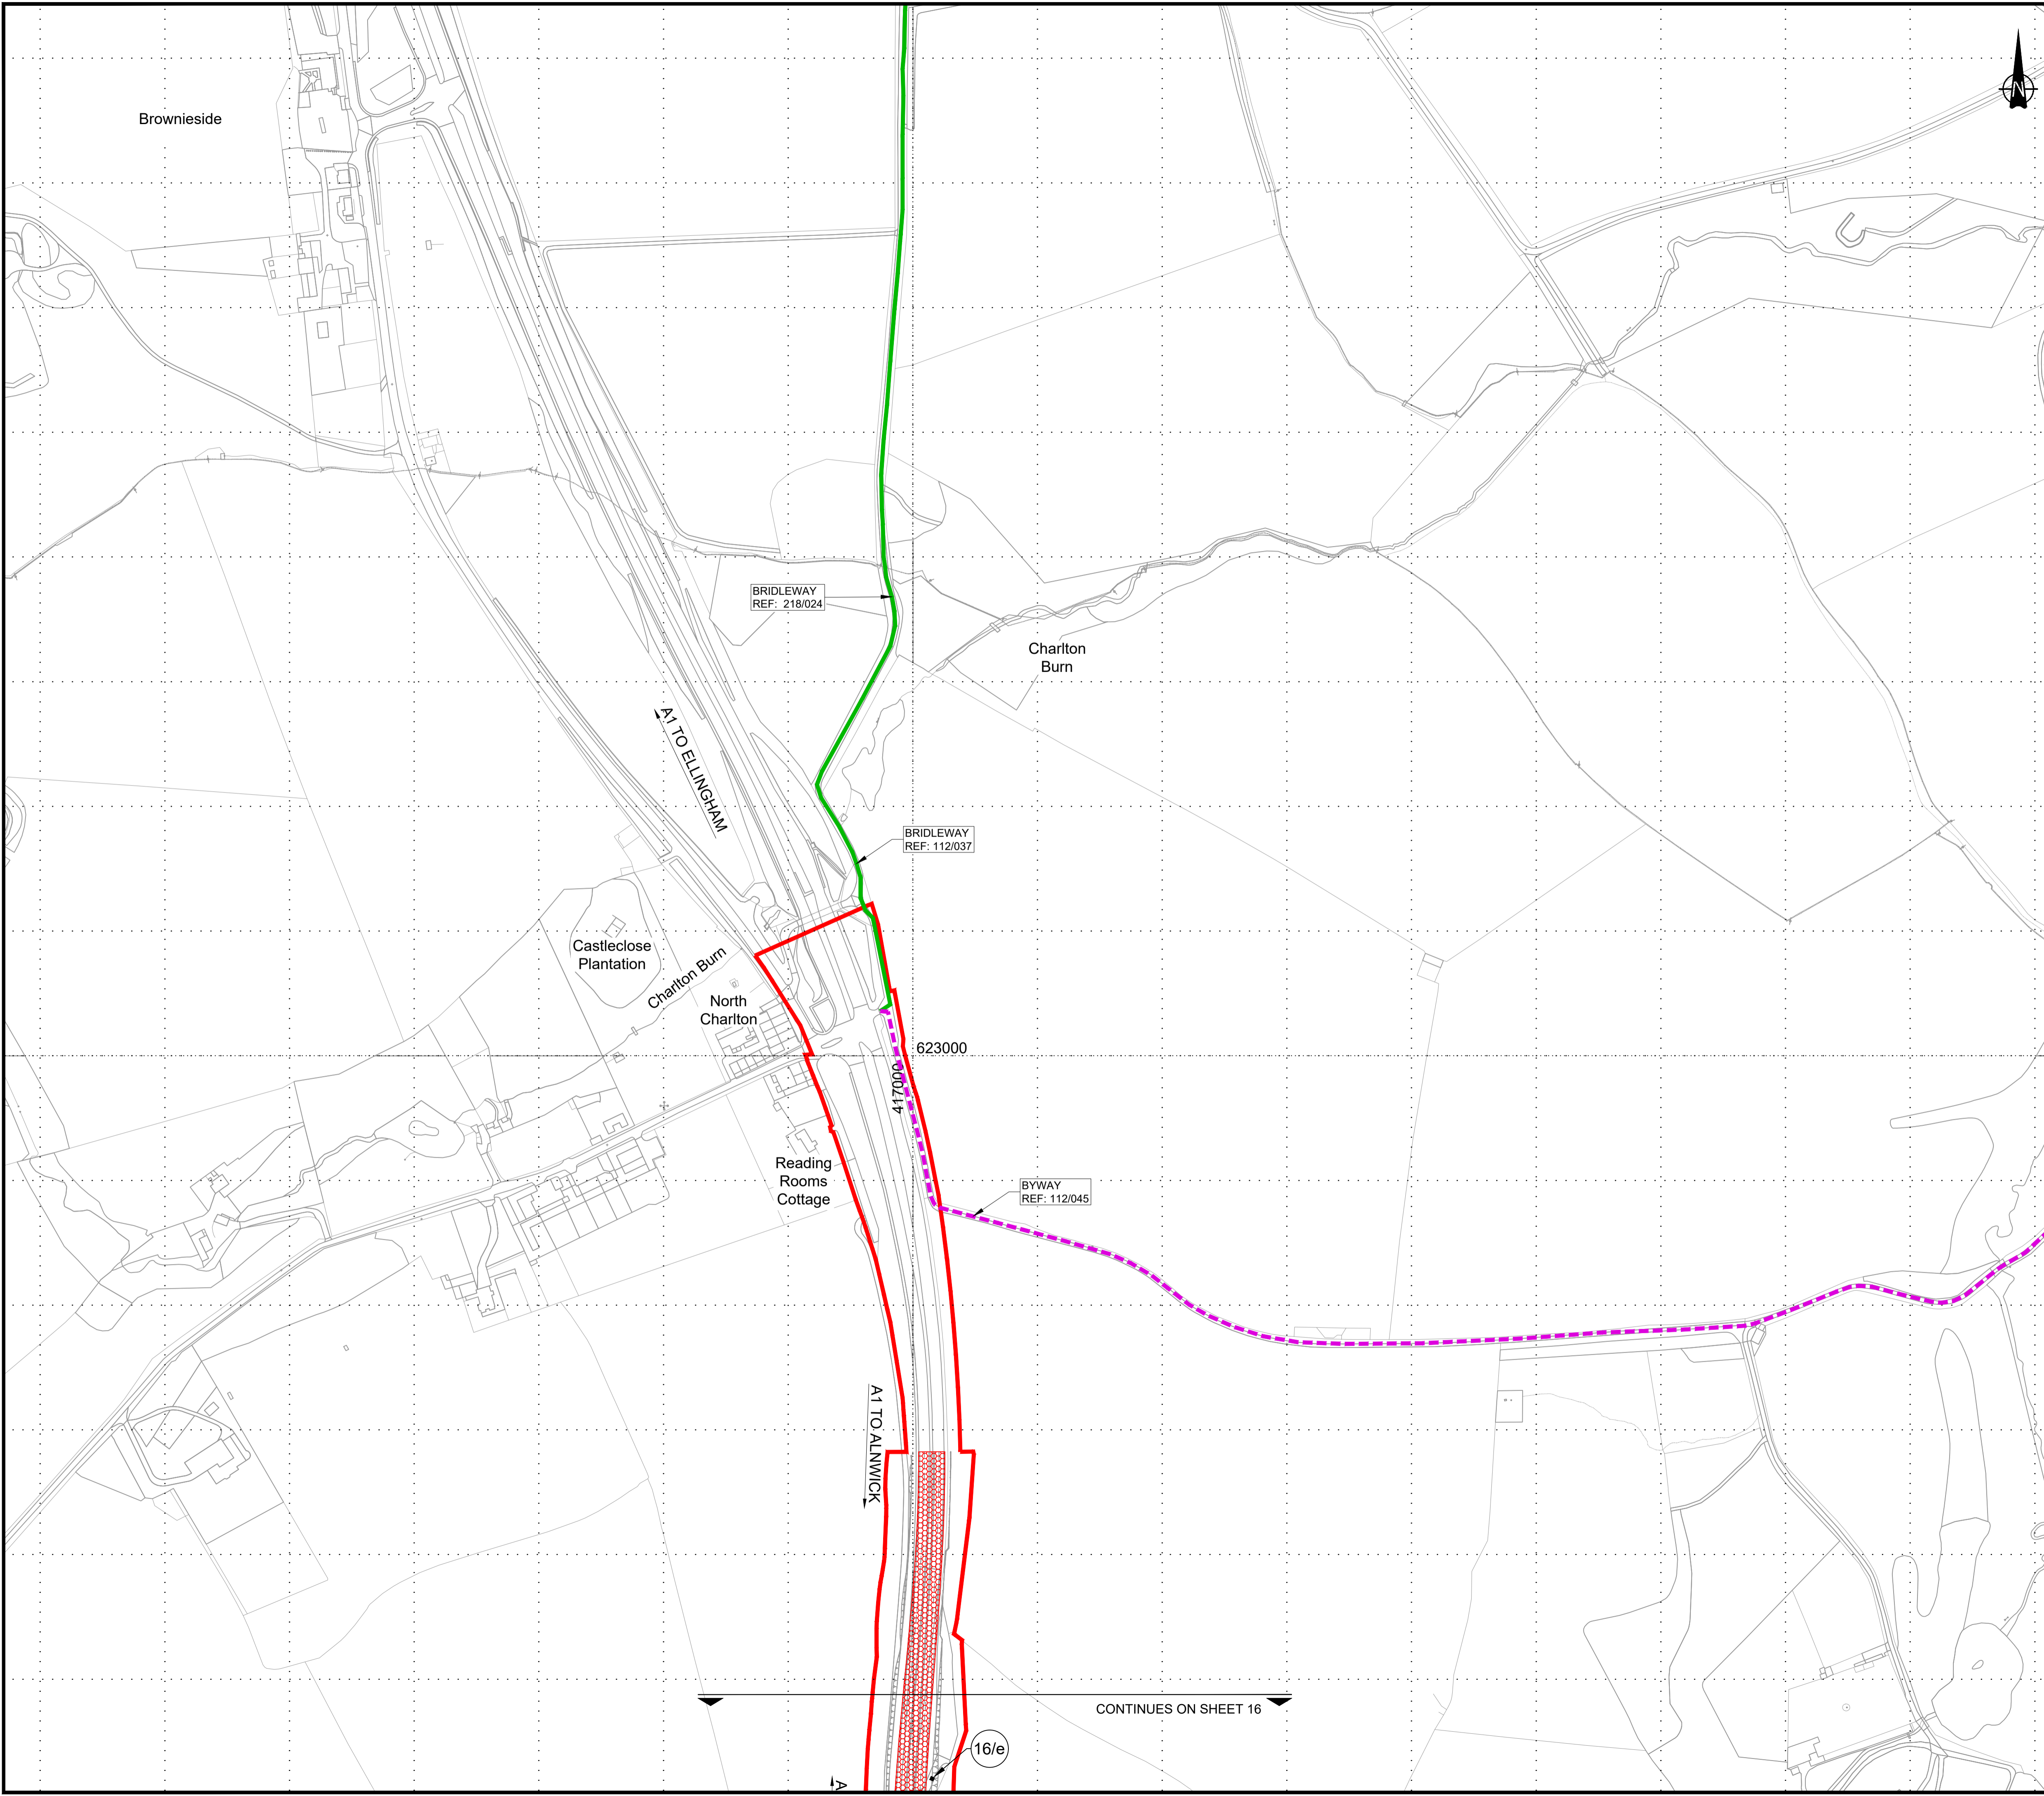 N
Brownieside
BRIDLEWAY
REF: 218/024
Charlton
Burn
A1 TO ELLINGHAM
BRIDLEWAY
REF: 112/037
Castleclose
Plantation
Charlton Burn
North
Charlton
623000
417000
Reading
Rooms
Cottage
BYWAY
REF: 112/045
A1 TO ALNWICK
CONTINUES ON SHEET 16
16/e
A